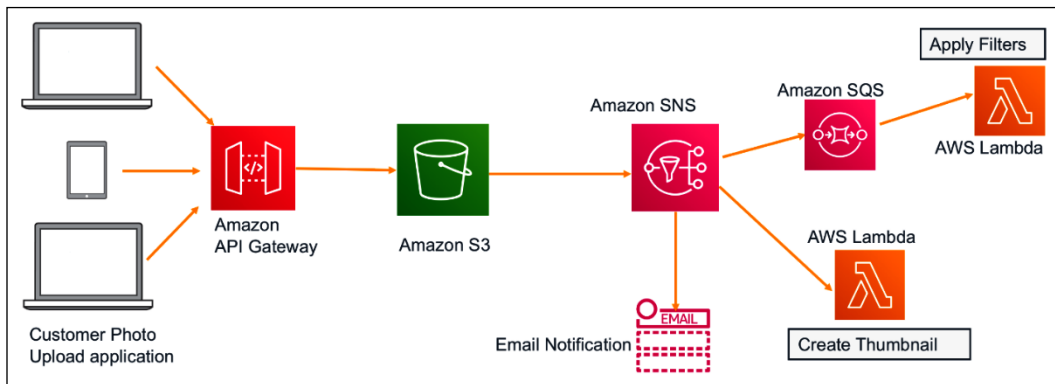 Apply Filters
Amazon SNS
Amazon SQS
AWS Lambda
</>
Amazon
API Gateway
Amazon S3
AWS Lambda
EMAIL
Customer Photo
Upload application
Email Notification
Create Thumbnail